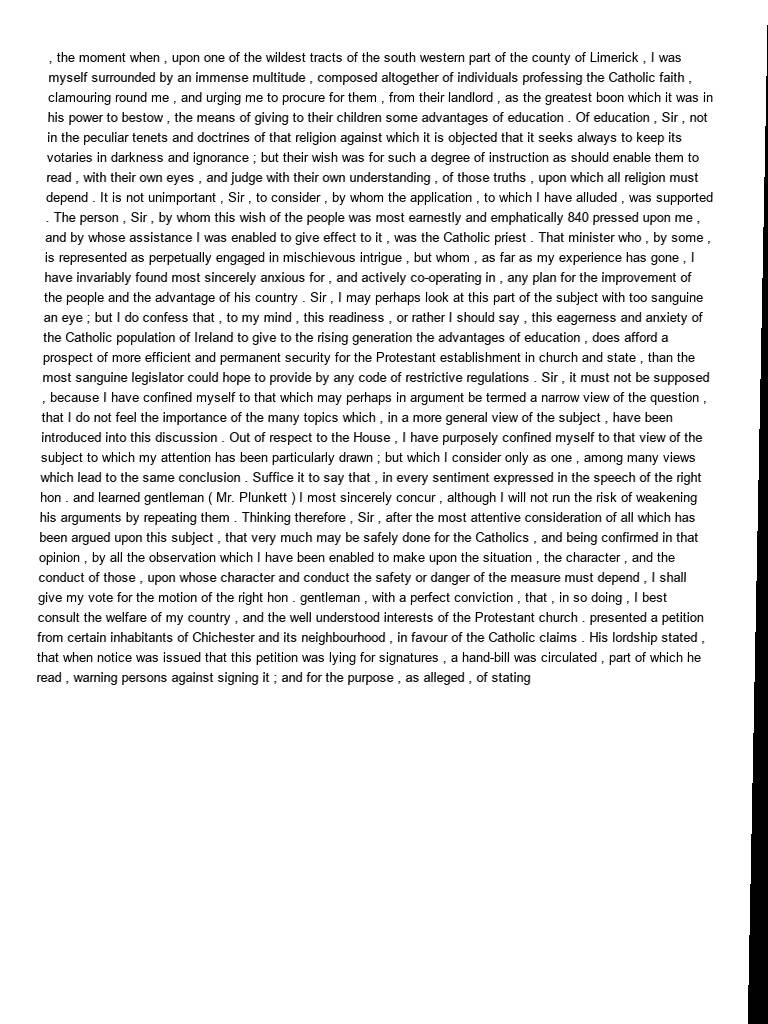 , the moment when , upon one of the wildest tracts of the south western part of the county of Limerick , I was
myself surrounded by an immense multitude , composed altogether of individuals professing the Catholic faith ,
clamouring round me , and urging me to procure for them , from their landlord , as the greatest boon which it was in
his power to bestow , the means of giving to their children some advantages of education . Of education , Sir , not
in the peculiar tenets and doctrines of that religion against which it is objected that it seeks always to keep its
votaries in darkness and ignorance ; but their wish was for such a degree of instruction as should enable them to
read , with their own eyes , and judge with their own understanding , of those truths , upon which all religion must
depend . It is not unimportant , Sir , to consider , by whom the application , to which I have alluded , was supported
. The person , Sir , by whom this wish of the people was most earnestly and emphatically 840 pressed upon me ,
and by whose assistance I was enabled to give effect to it , was the Catholic priest . That minister who , by some ,
is represented as perpetually engaged in mischievous intrigue , but whom , as far as my experience has gone , I
have invariably found most sincerely anxious for , and actively co-operating in , any plan for the improvement of
the people and the advantage of his country . Sir , I may perhaps look at this part of the subject with too sanguine
an eye ; but I do confess that , to my mind , this readiness , or rather I should say , this eagerness and anxiety of
the Catholic population of Ireland to give to the rising generation the advantages of education , does afford a
prospect of more efficient and permanent security for the Protestant establishment in church and state , than the
most sanguine legislator could hope to provide by any code of restrictive regulations . Sir , it must not be supposed
, because I have confined myself to that which may perhaps in argument be termed a narrow view of the question ,
that I do not feel the importance of the many topics which , in a more general view of the subject , have been
introduced into this discussion . Out of respect to the House , I have purposely confined myself to that view of the
subject to which my attention has been particularly drawn ; but which I consider only as one , among many views
which lead to the same conclusion . Suffice it to say that , in every sentiment expressed in the speech of the right
hon . and learned gentleman ( Mr. Plunkett ) I most sincerely concur , although I will not run the risk of weakening
his arguments by repeating them . Thinking therefore , Sir , after the most attentive consideration of all which has
been argued upon this subject , that very much may be safely done for the Catholics , and being confirmed in that
opinion , by all the observation which I have been enabled to make upon the situation , the character , and the
conduct of those , upon whose character and conduct the safety or danger of the measure must depend , I shall
give my vote for the motion of the right hon . gentleman , with a perfect conviction , that , in so doing , I best
consult the welfare of my country , and the well understood interests of the Protestant church . presented a petition
from certain inhabitants of Chichester and its neighbourhood , in favour of the Catholic claims . His lordship stated ,
that when notice was issued that this petition was lying for signatures , a hand-bill was circulated , part of which he
read , warning persons against signing it ; and for the purpose , as alleged , of stating